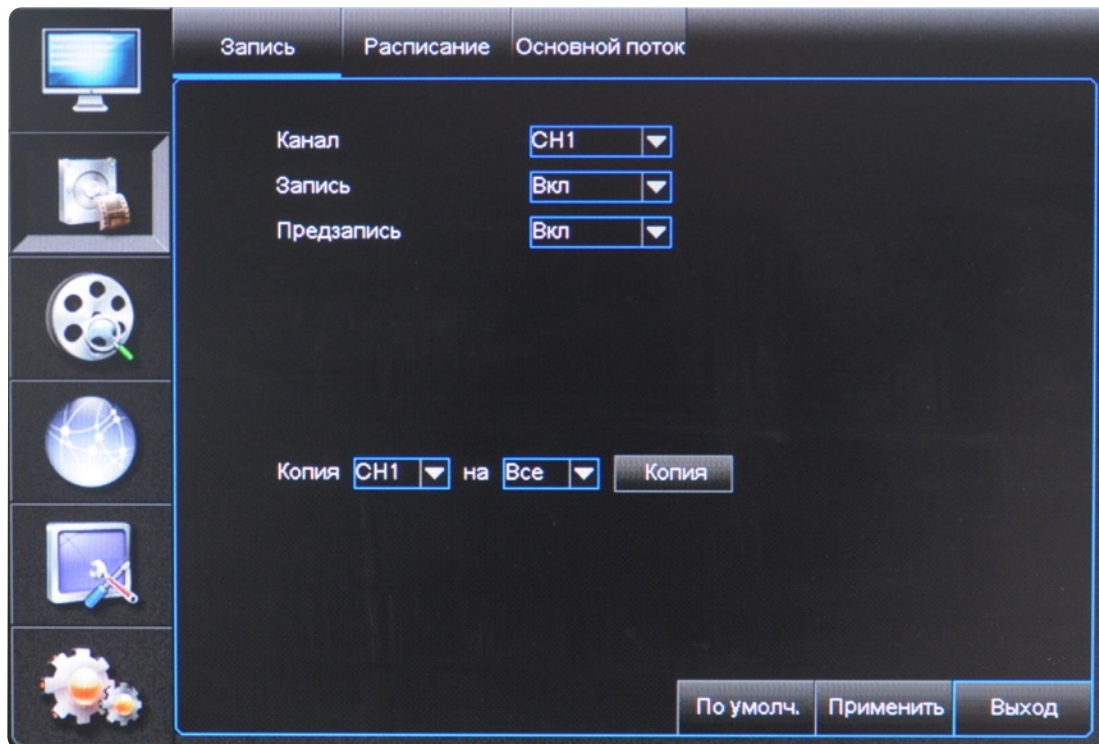 Запись Расписание Основной поток
Канал CH1
Запись Вкл
Предзапись Вкл
Копия CH1 на Все Копия
По умолч. Применить Выход